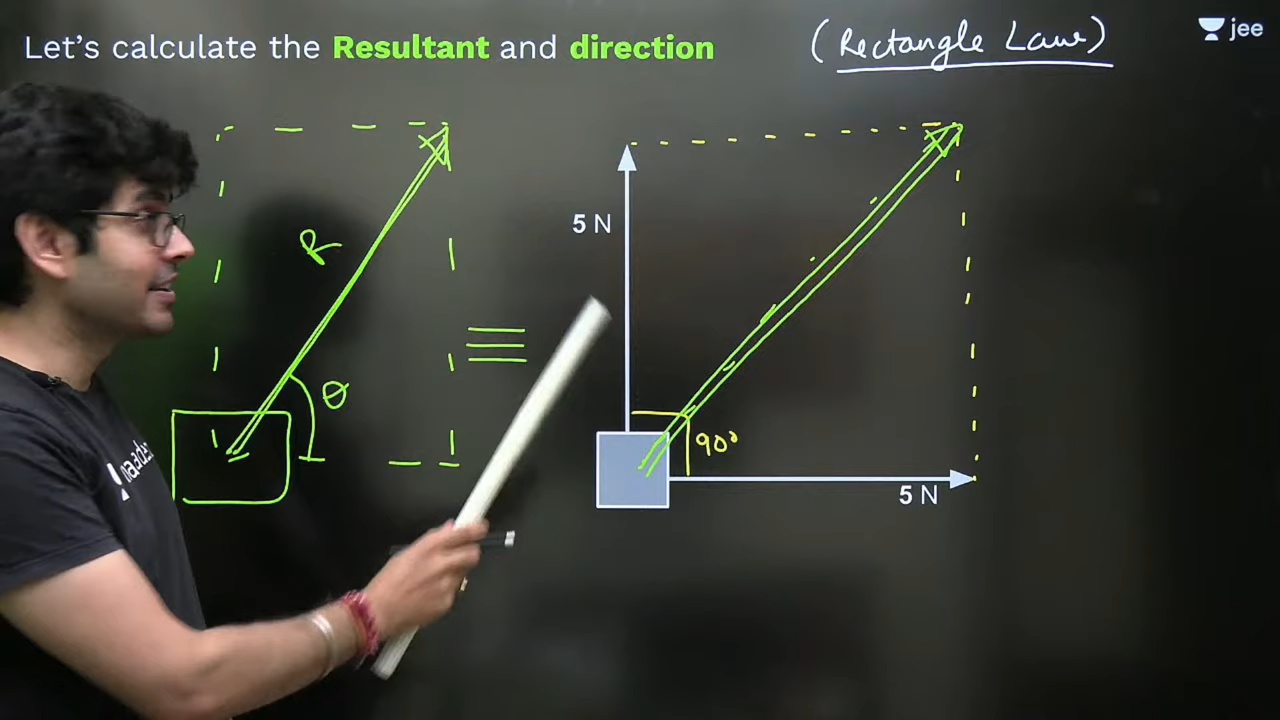 Let's calculate the Resultant and direction
(Rectangle Law)
jee
R
θ
5 N
90°
5 N